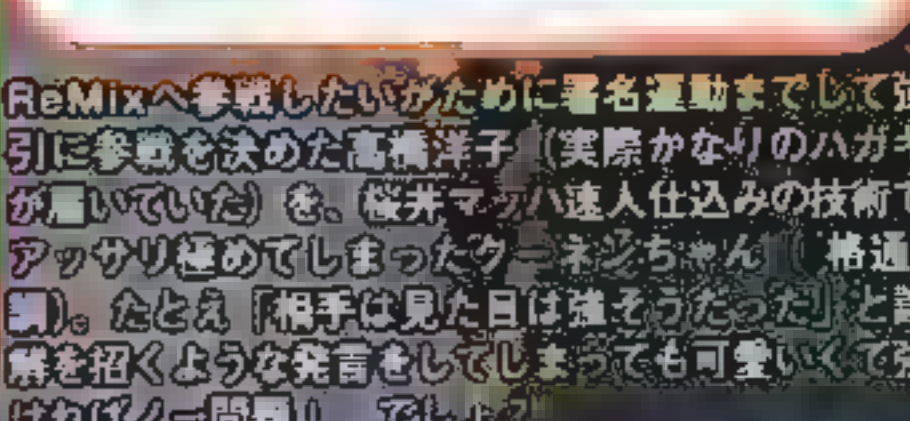 ReMixへ参戦したいがために署名運動までして
引に参戦を決めた高橋洋子（実際かなりのハガ
が届いていた）を、桜井マッハ速人仕込みの技術
アッサリ極めてしまったクーネンちゃん（
）。たとえ「相手は見た目は強そうだった」と
解を招くような発言をしてしまっても可愛いくて